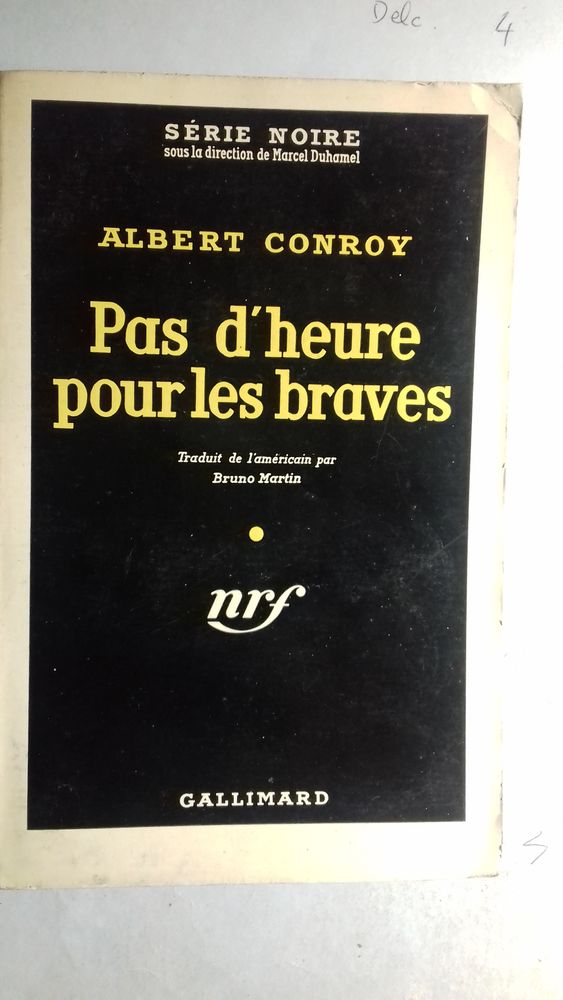 Delc. 4
SÉRIE NOIRE
sous la direction de Marcel Duhamel
ALBERT CONROY
Pas d'heure
pour les braves
Traduit de l'américain par
Bruno Martin
nrf
GALLIMARD